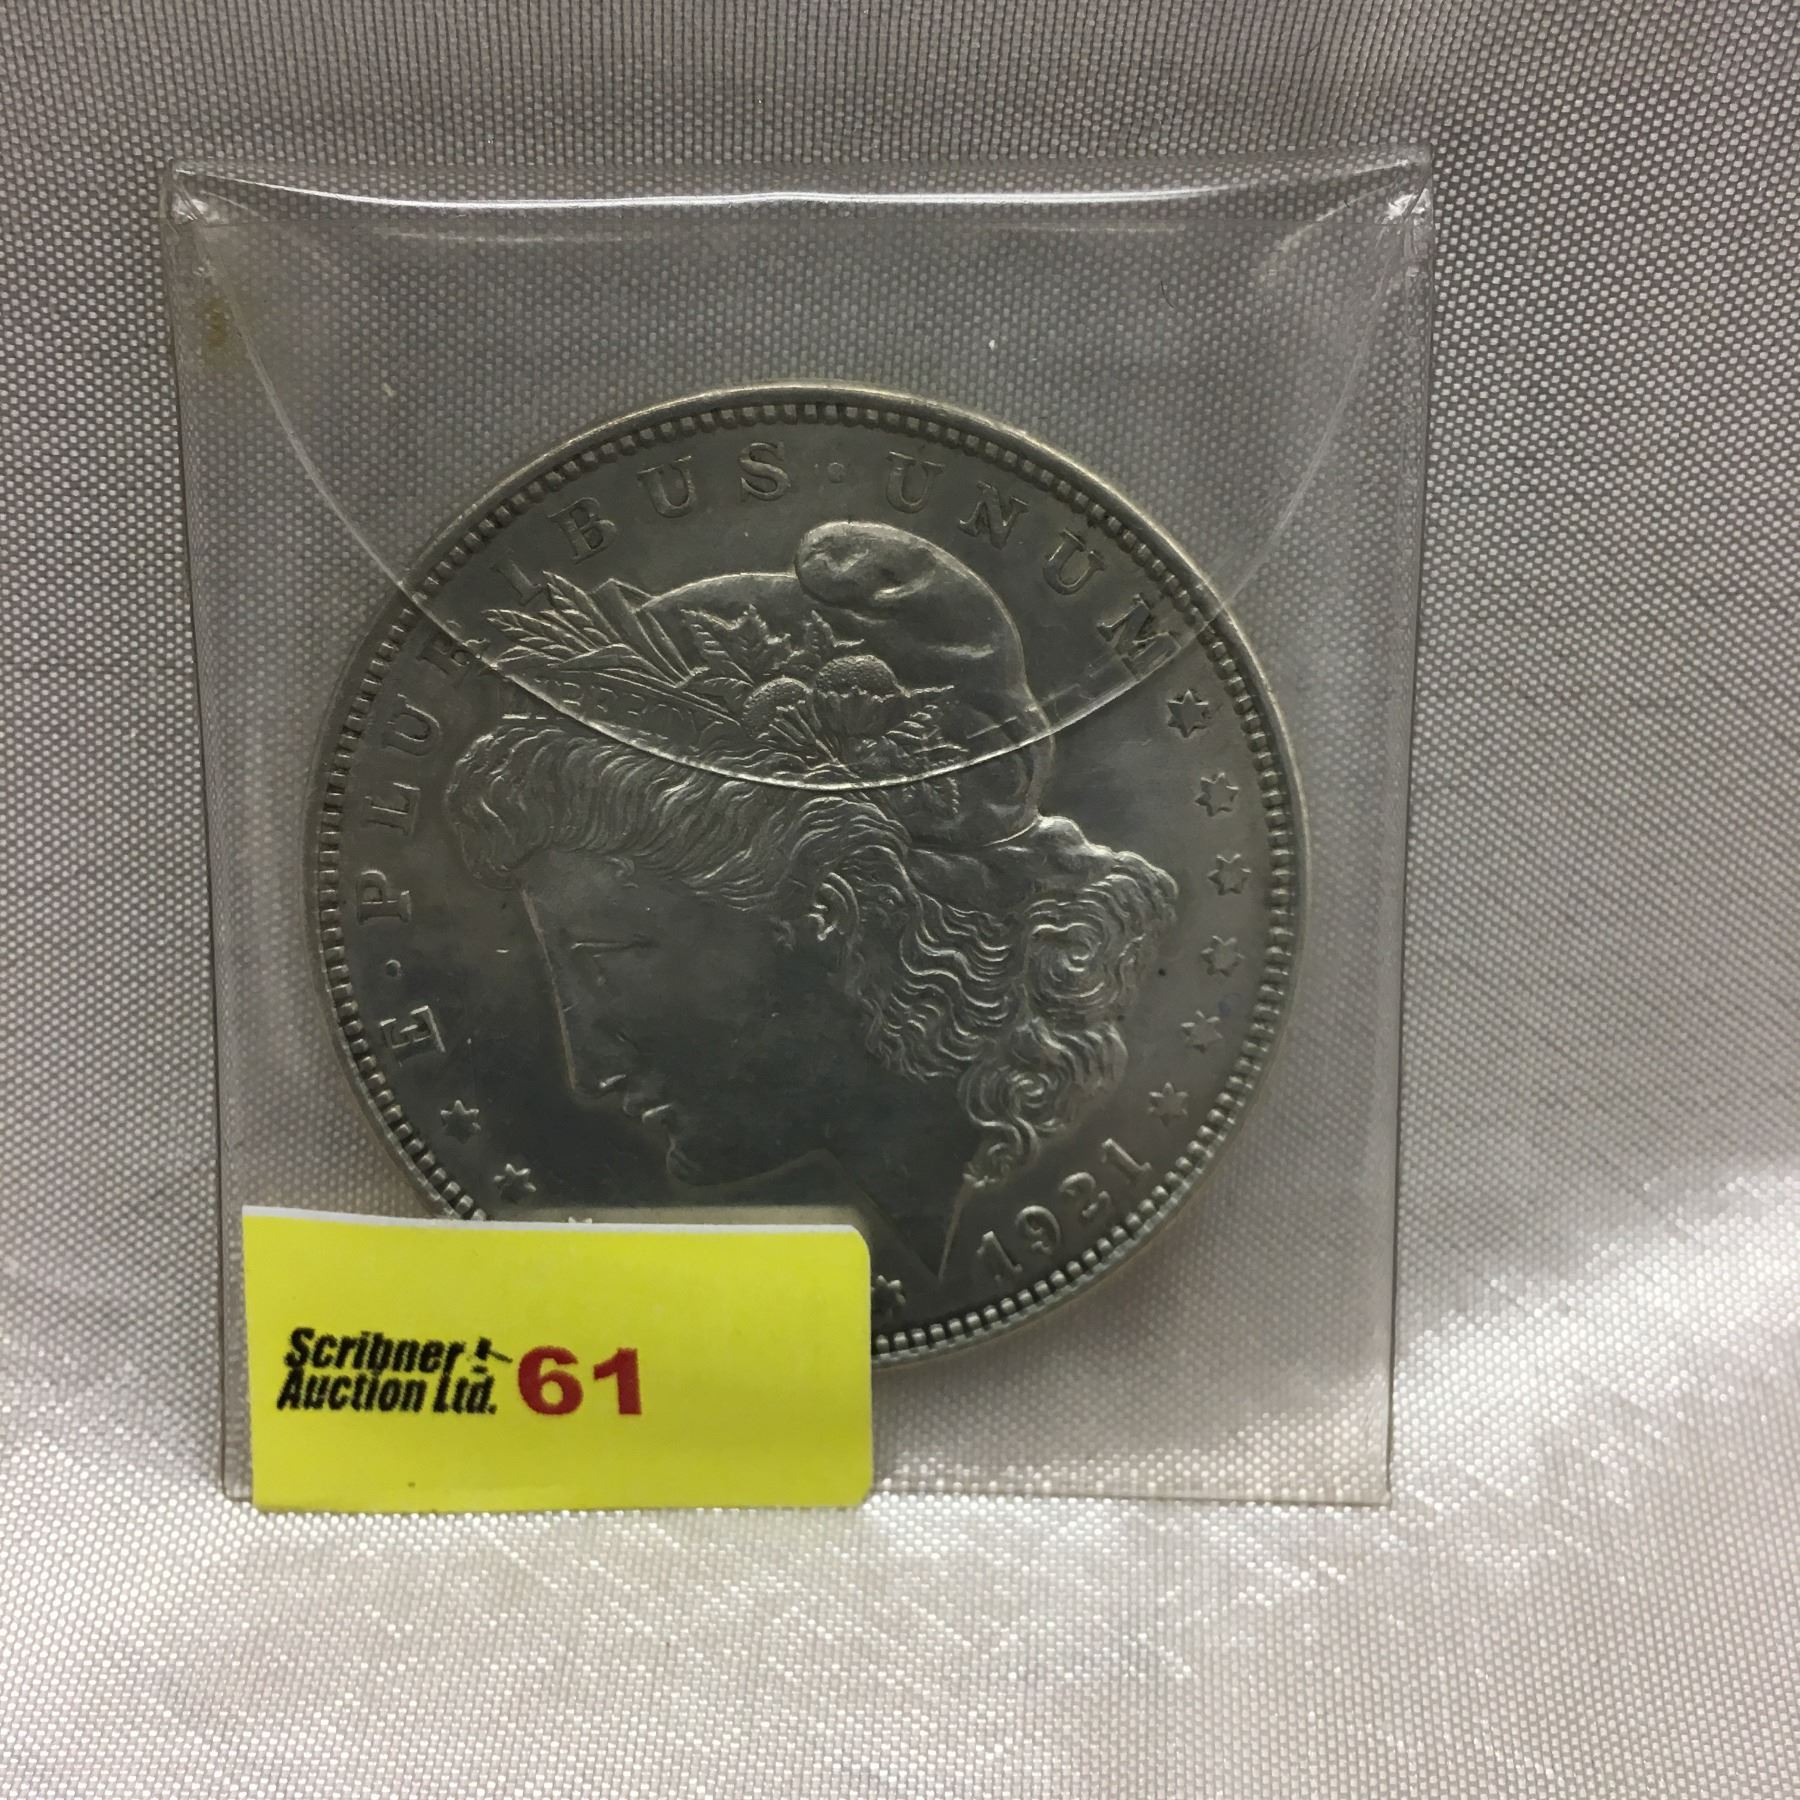 E · PLURIBUS · UNUM
LIBERTY
1921
Scribner
Auction Ltd. 61